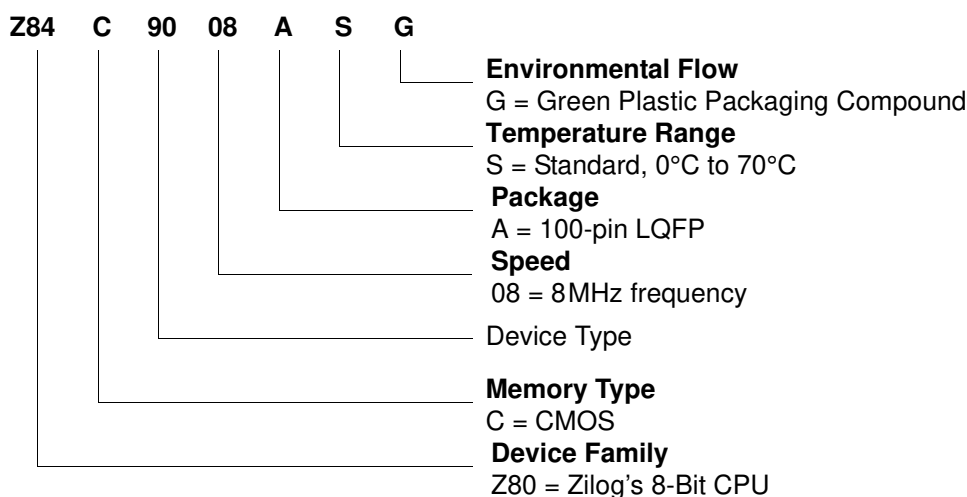 Z84 C 90 08 A S G
Environmental Flow
G = Green Plastic Packaging Compound
Temperature Range
S = Standard, 0°C to 70°C
Package
A = 100-pin LQFP
Speed
08 = 8MHz frequency
Device Type
Memory Type
C = CMOS
Device Family
Z80 = Zilog's 8-Bit CPU